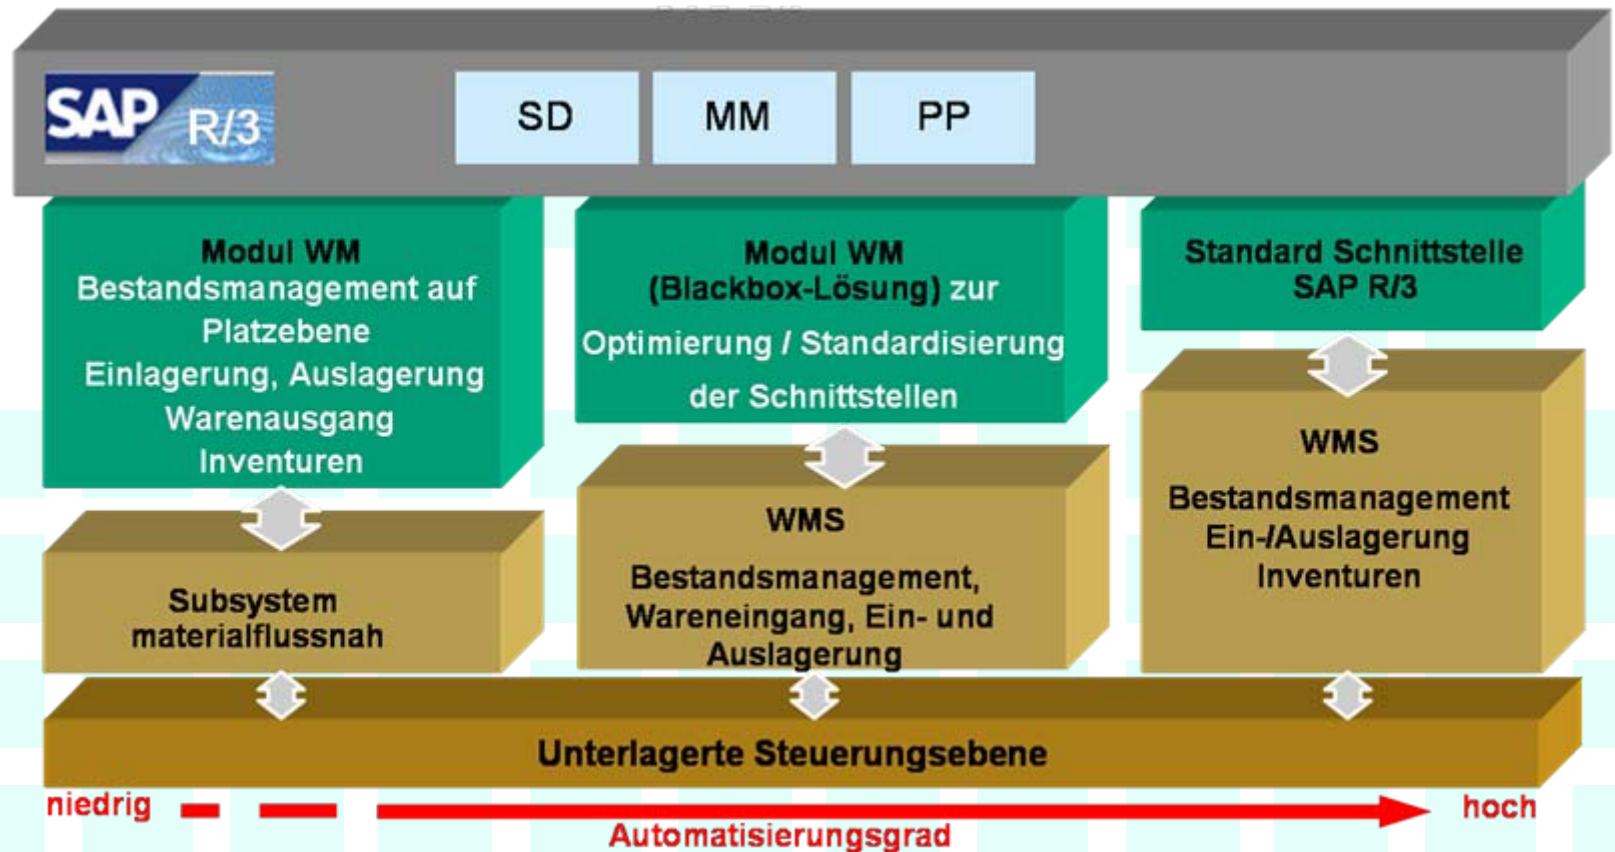 SAP R/3
SD
MM
PP
Modul WM
Bestandsmanagement auf
Platzebene
Einlagerung, Auslagerung
Warenausgang
Inventuren
Subsystem
materialflussnah
Modul WM
(Blackbox-Lösung) zur
Optimierung / Standardisierung
der Schnittstellen
WMS
Bestandsmanagement,
Wareneingang, Ein- und
Auslagerung
Standard Schnittstelle
SAP R/3
WMS
Bestandsmanagement
Ein-/Auslagerung
Inventuren
Unterlagerte Steuerungsebene
niedrig
hoch
Automatisierungsgrad